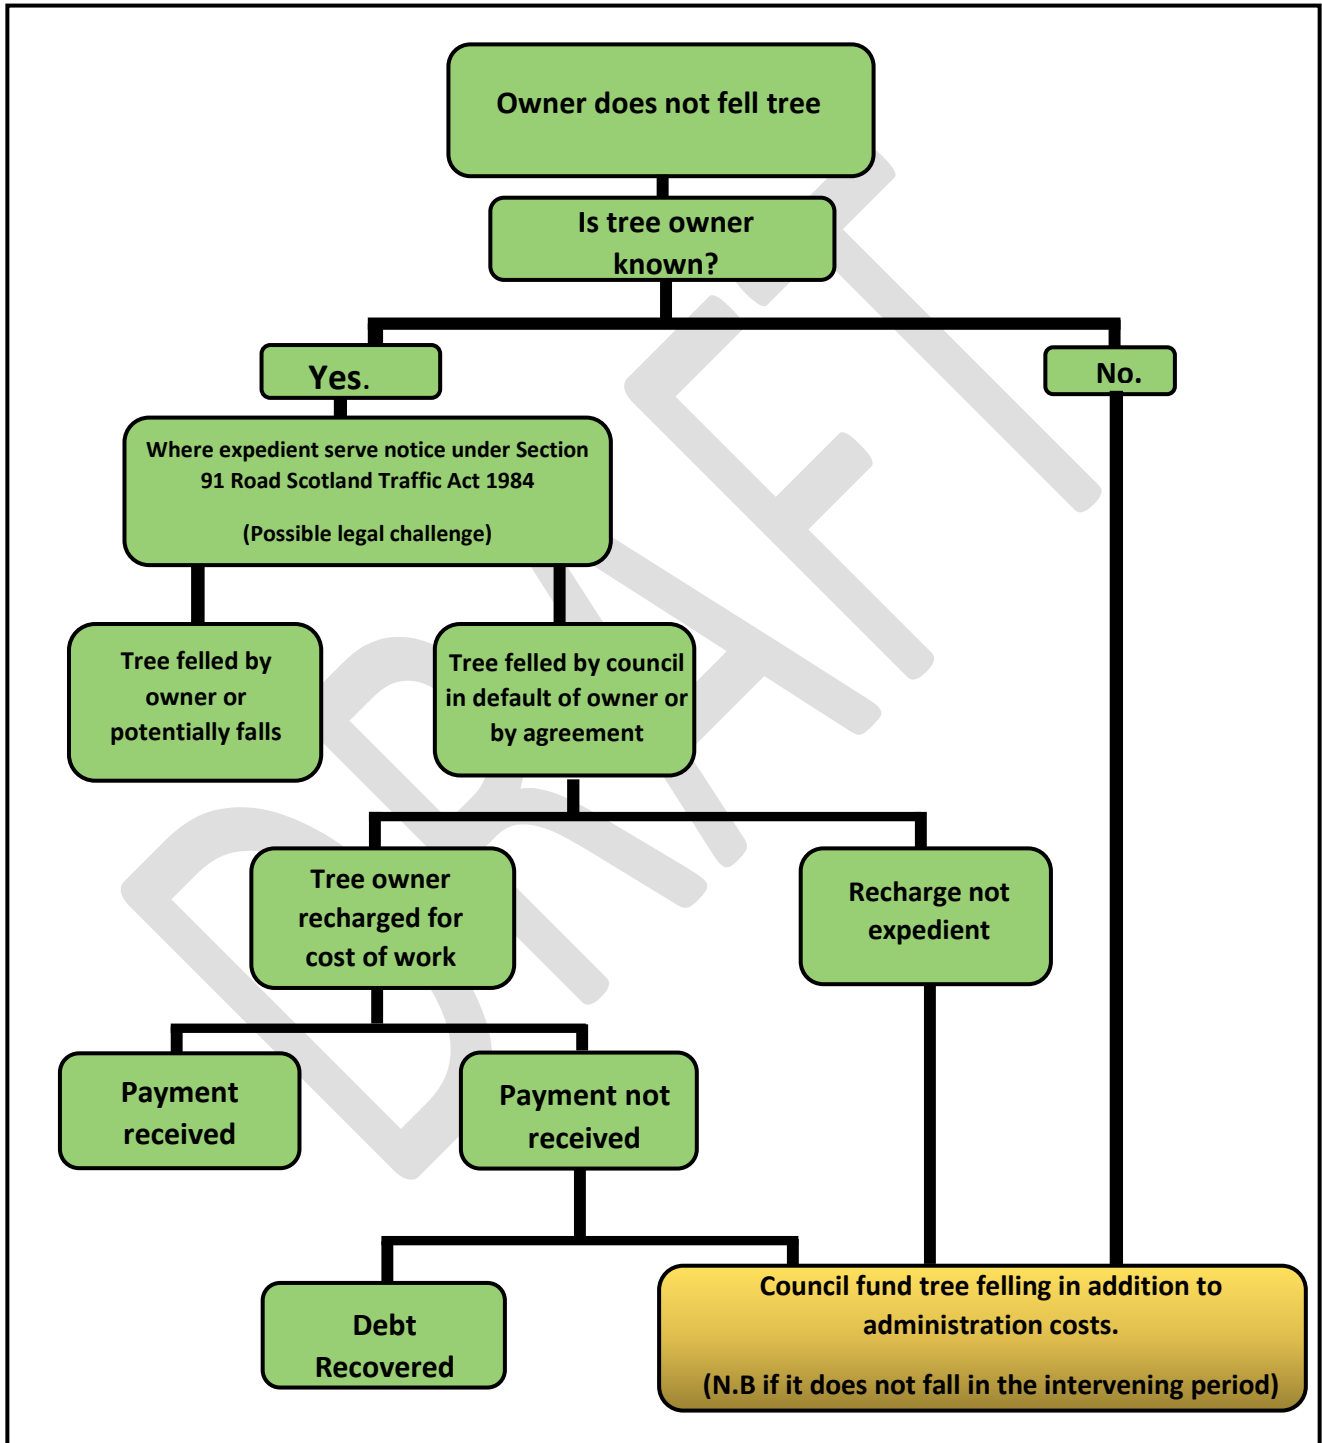 Owner does not fell tree
Is tree owner
known?
Yes.
No.
Where expedient serve notice under Section
91 Road Scotland Traffic Act 1984
(Possible legal challenge)
Tree felled by
owner or
potentially falls
Tree felled by council
in default of owner or
by agreement
Tree owner
recharged for
cost of work
Recharge not
expedient
Payment
received
Payment not
received
Debt
Recovered
Council fund tree felling in addition to
administration costs.
(N.B if it does not fall in the intervening period)
DRAFT